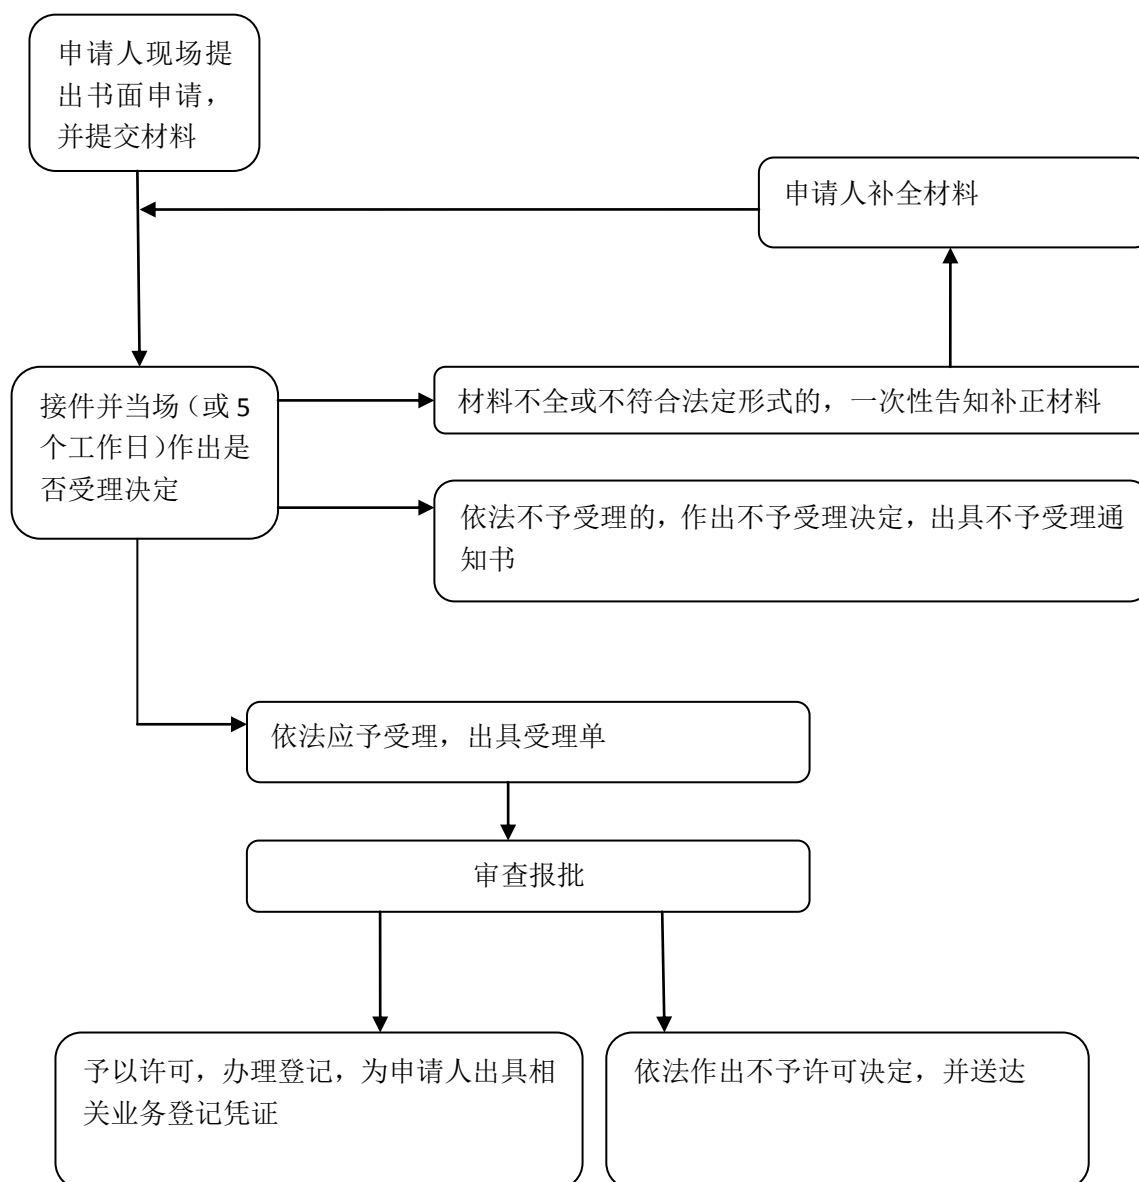 申请人现场提
出书面申请，
并提交材料
申请人补全材料
接件并当场（或5
个工作日）作出是
否受理决定
材料不全或不符合法定形式的，一次性告知补正材料
依法不予受理的，作出不予受理决定，出具不予受理通
知书
依法应予受理，出具受理单
审查报批
予以许可，办理登记，为申请人出具相
关业务登记凭证
依法作出不予许可决定，并送达